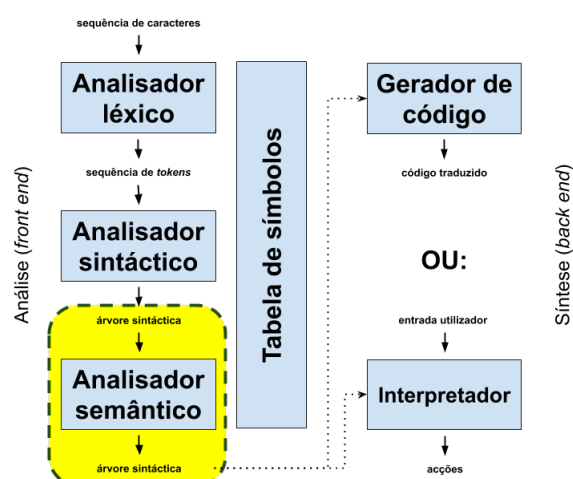 sequência de caracteres
Analisador
léxico
sequência de tokens
Analisador
sintáctico
árvore sintáctica
Analisador
semântico
árvore sintáctica
Análise (front end)
Tabela de símbolos
Gerador de
código
código traduzido
OU:
entrada utilizador
Interpretador
acções
Síntese (back end)